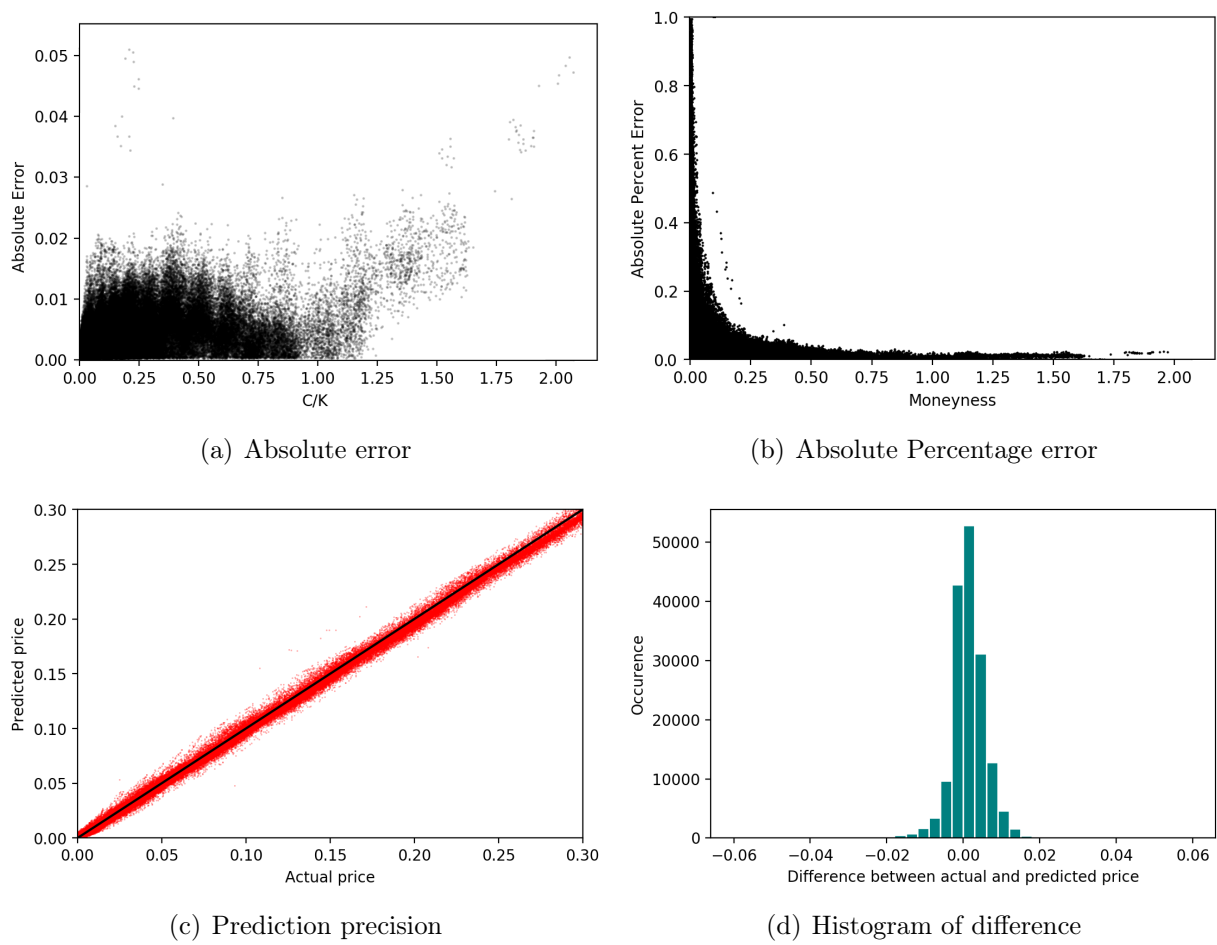 0.05
0.04
0.03
0.02
0.01
0.00
Absolute Error
0.00 0.25 0.50 0.75 1.00 1.25 1.50 1.75 2.00
C/K
(a) Absolute error
1.0
0.8
0.6
0.4
0.2
0.0
Absolute Percent Error
0.00 0.25 0.50 0.75 1.00 1.25 1.50 1.75 2.00
Moneyness
(b) Absolute Percentage error
0.30
0.25
0.20
0.15
0.10
0.05
0.00
Predicted price
0.00 0.05 0.10 0.15 0.20 0.25 0.30
Actual price
(c) Prediction precision
50000
40000
30000
20000
10000
0
Occurence
−0.06 −0.04 −0.02 0.00 0.02 0.04 0.06
Difference between actual and predicted price
(d) Histogram of difference